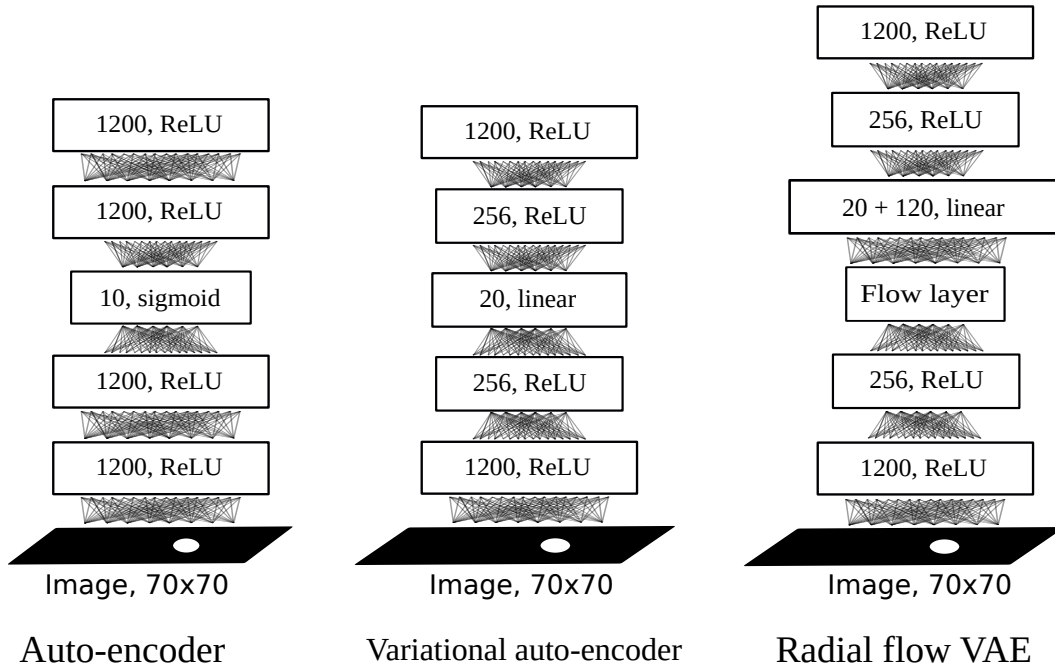 1200, ReLU
1200, ReLU
10, sigmoid
1200, ReLU
1200, ReLU
Image, 70x70
Auto-encoder
1200, ReLU
256, ReLU
20, linear
256, ReLU
1200, ReLU
Image, 70x70
Variational auto-encoder
1200, ReLU
256, ReLU
20 + 120, linear
Flow layer
256, ReLU
1200, ReLU
Image, 70x70
Radial flow VAE